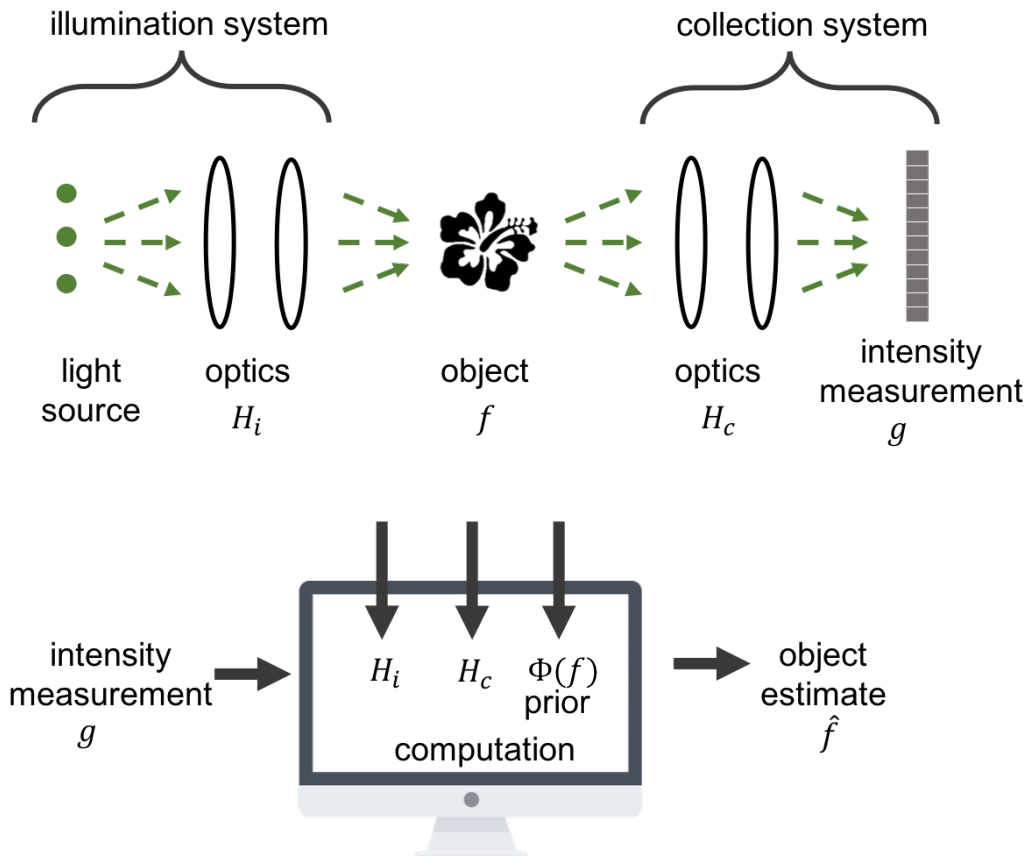 illumination system
collection system
light
source
optics
H_i
object
f
optics
H_c
intensity
measurement
g
intensity
measurement
g
H_i
H_c
Φ(f)
prior
computation
object
estimate
f̂